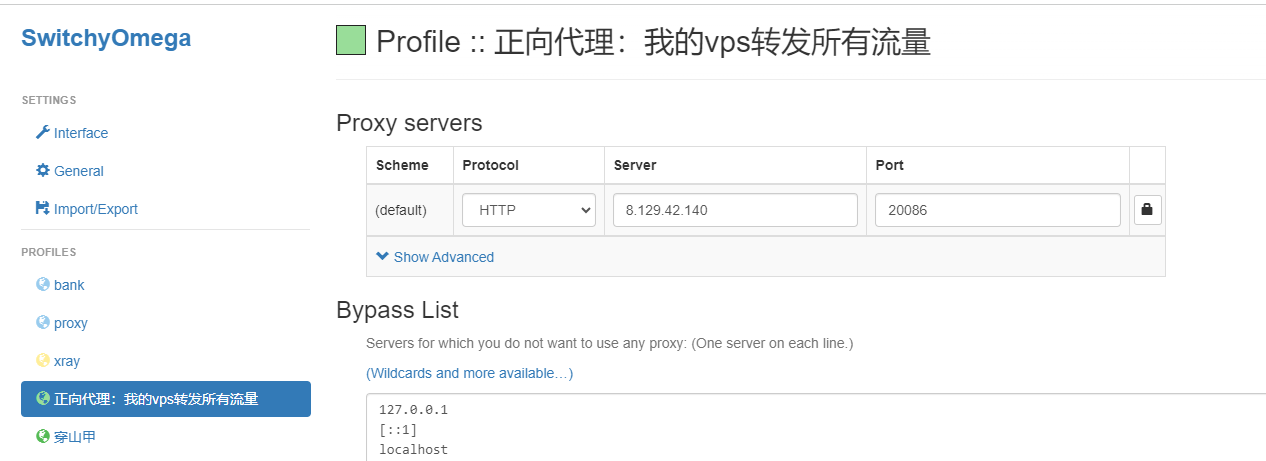 SwitchyOmega
SETTINGS
Interface
General
Import/Export
PROFILES
bank
proxy
xray
正向代理：我的vps转发所有流量
穿山甲
Profile :: 正向代理：我的vps转发所有流量
Proxy servers
Scheme Protocol Server Port
(default) HTTP 8.129.42.140 20086
Show Advanced
Bypass List
Servers for which you do not want to use any proxy: (One server on each line.)
(Wildcards and more available…)
127.0.0.1
[::1]
localhost